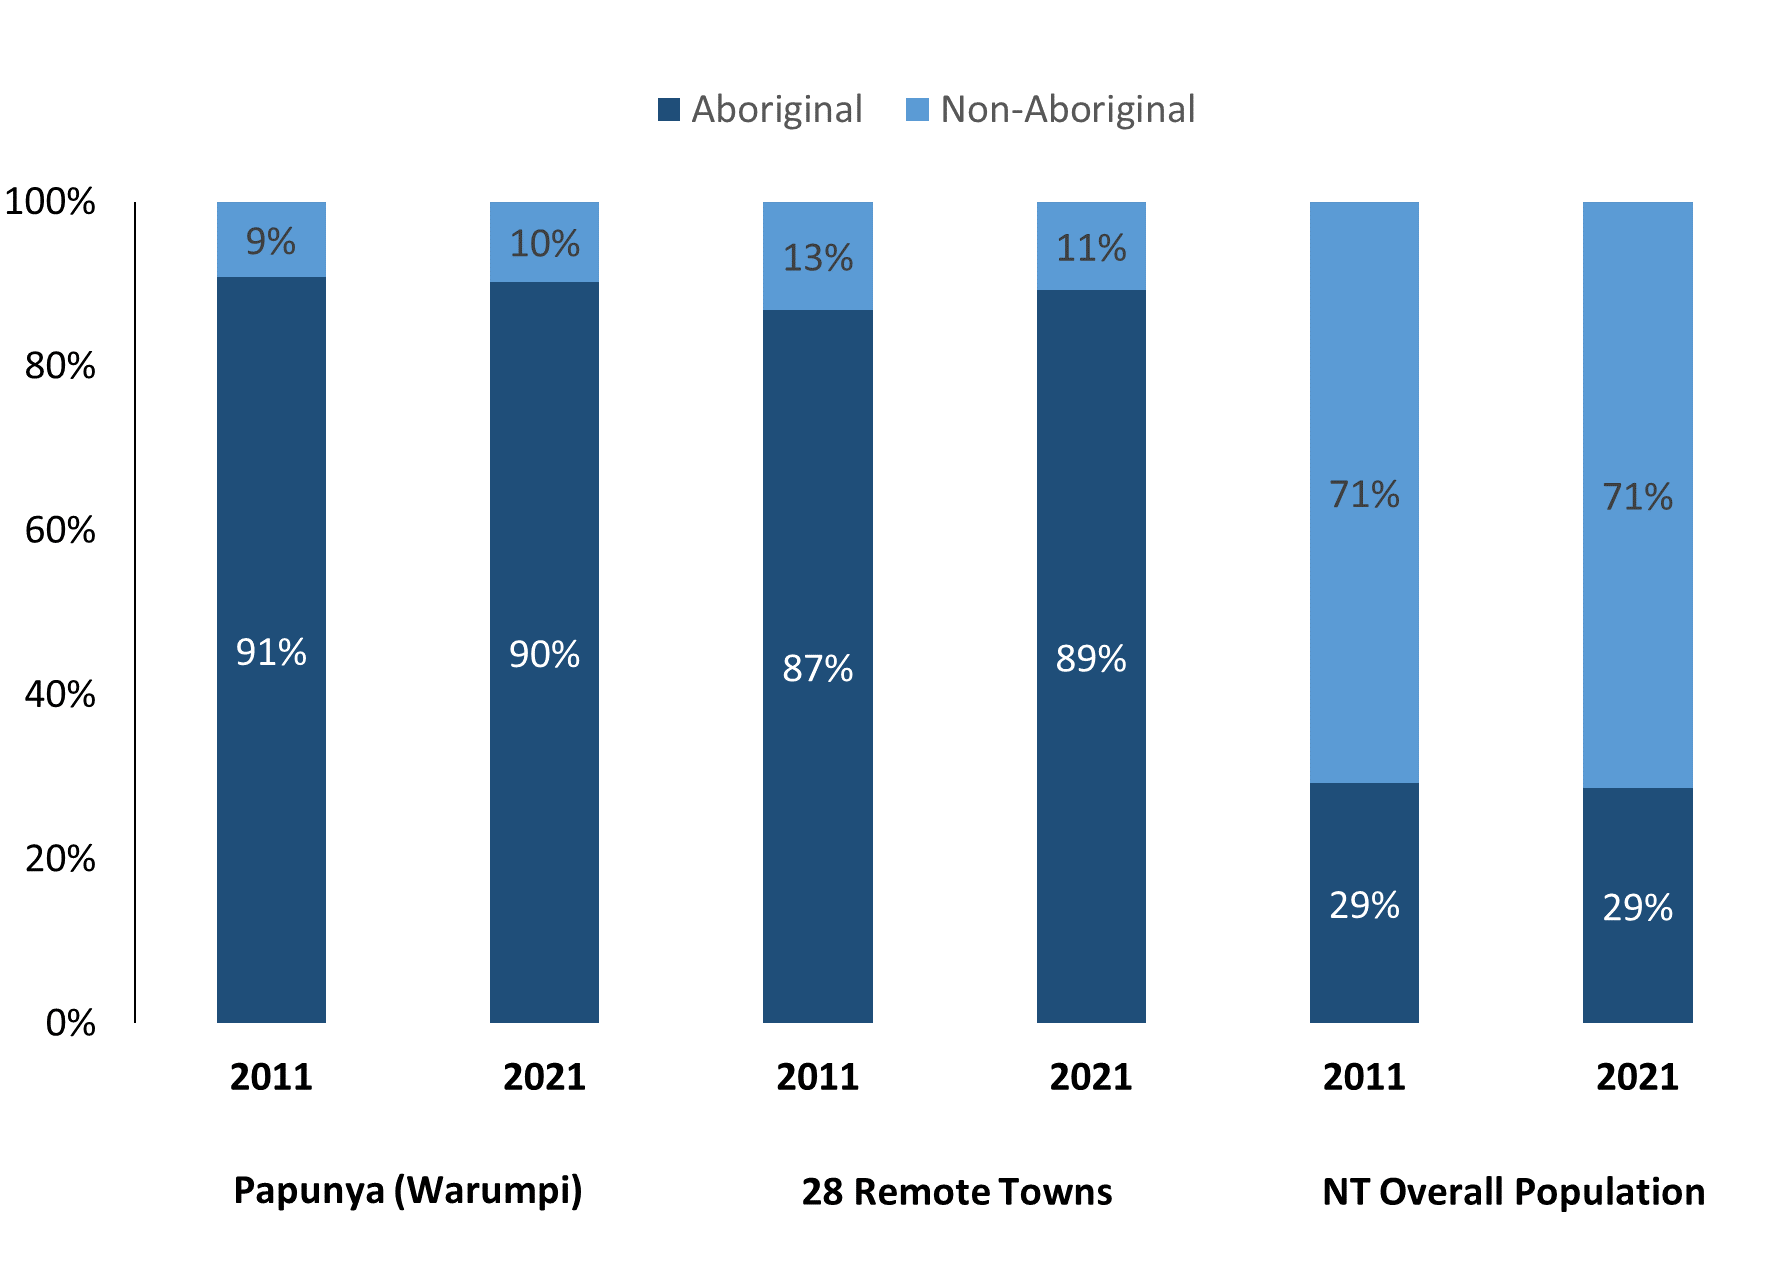 Aboriginal Non-Aboriginal
100%
80%
60%
40%
20%
0%
9% 10% 13% 11% 71% 71%
91% 90% 87% 89% 29% 29%
2011 2021 2011 2021 2011 2021
Papunya (Warumpi) 28 Remote Towns NT Overall Population